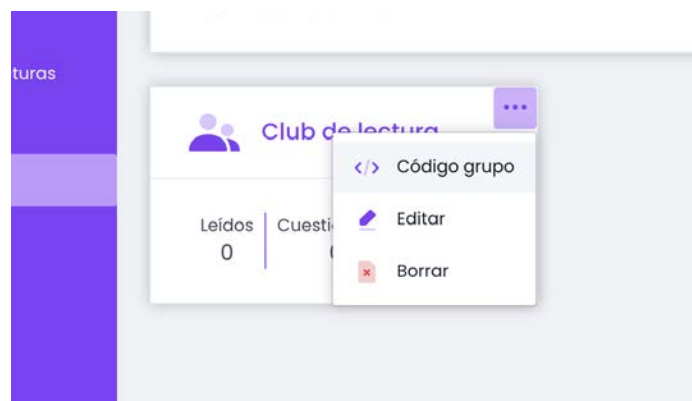 turas
Club de lectura
Código grupo
Leídos
Editar
0
Borrar